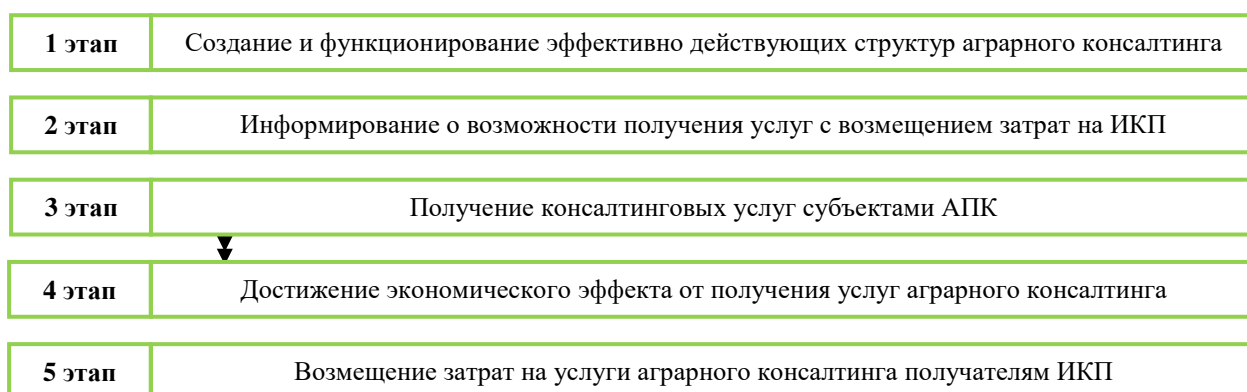 1 этап Создание и функционирование эффективно действующих структур аграрного консалтинга
2 этап Информирование о возможности получения услуг с возмещением затрат на ИКП
3 этап Получение консалтинговых услуг субъектами АПК
4 этап Достижение экономического эффекта от получения услуг аграрного консалтинга
5 этап Возмещение затрат на услуги аграрного консалтинга получателям ИКП